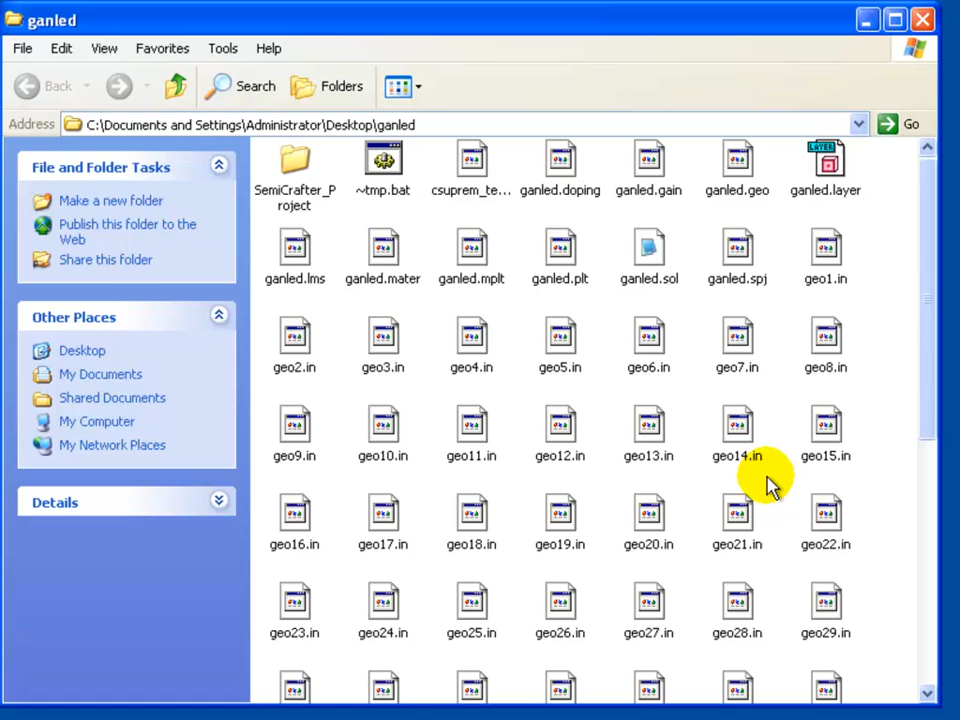 ganled
File Edit View Favorites Tools Help
Back Search Folders
Address C:\Documents and Settings\Administrator\Desktop\ganled Go
File and Folder Tasks
Make a new folder
Publish this folder to the
Web
Share this folder
Other Places
Desktop
My Documents
Shared Documents
My Computer
My Network Places
Details
LAYER
SemiCrafter_P
roject
~tmp.bat
csuprem_te...
ganled.doping
ganled.gain
ganled.geo
ganled.layer
ganled.lms
ganled.mater
ganled.mplt
ganled.plt
ganled.sol
ganled.spj
geo1.in
geo2.in
geo3.in
geo4.in
geo5.in
geo6.in
geo7.in
geo8.in
geo9.in
geo10.in
geo11.in
geo12.in
geo13.in
geo14.in
geo15.in
geo16.in
geo17.in
geo18.in
geo19.in
geo20.in
geo21.in
geo22.in
geo23.in
geo24.in
geo25.in
geo26.in
geo27.in
geo28.in
geo29.in